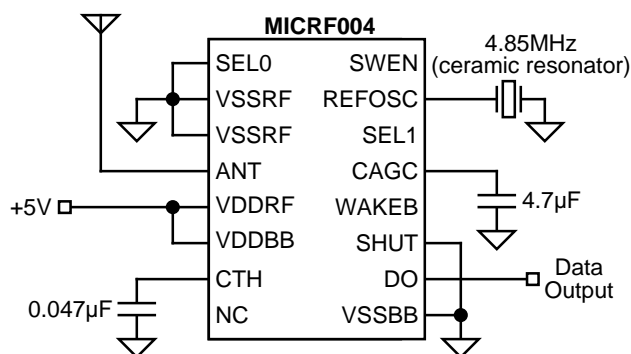 MICRF004
SEL0
VSSRF
VSSRF
ANT
VDDRF
VDDBB
CTH
NC
SWEN
REFOSC
SEL1
CAGC
WAKEB
SHUT
DO
VSSBB
+5V
0.047µF
4.85MHz
(ceramic resonator)
4.7µF
Data
Output